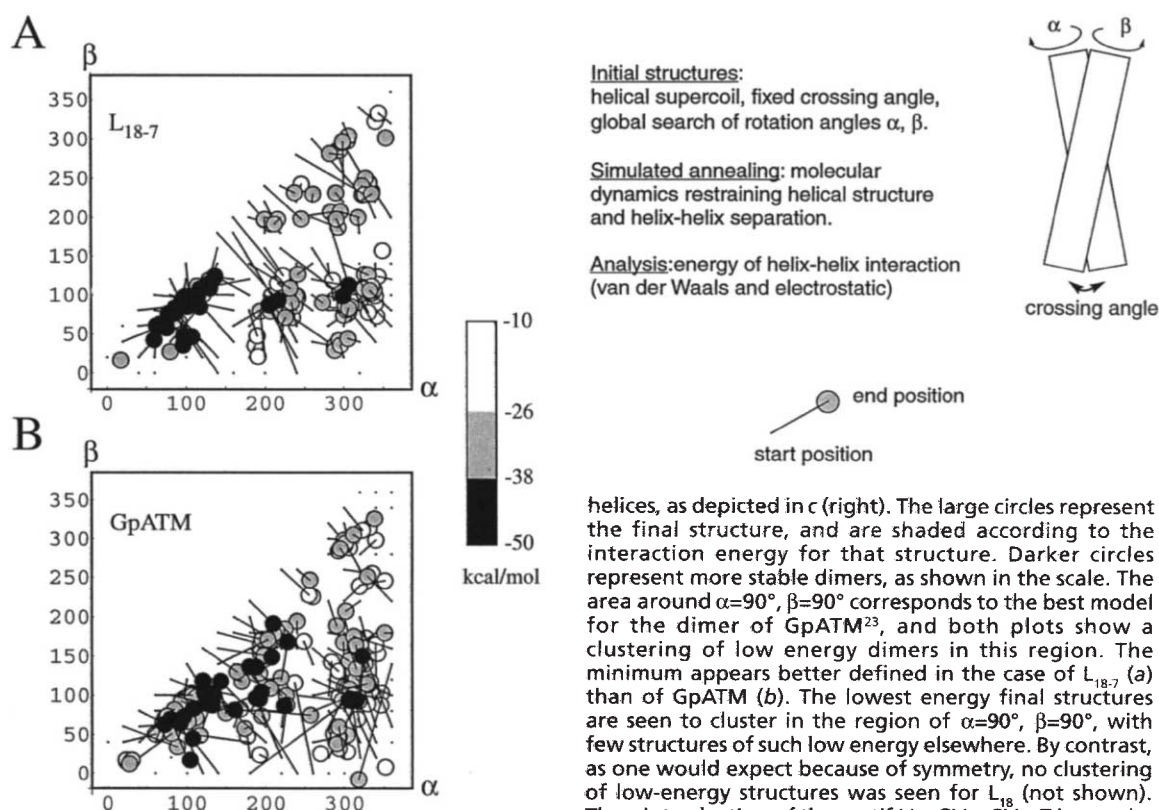 A
β
350
300
250
200
150
100
50
0
L18-7
0 100 200 300
α
B
β
350
300
250
200
150
100
50
0
GpATM
0 100 200 300
α
-10
-26
-38
-50
kcal/mol
Initial structures:
helical supercoil, fixed crossing angle,
global search of rotation angles α, β.
Simulated annealing: molecular
dynamics restraining helical structure
and helix-helix separation.
Analysis:energy of helix-helix interaction
(van der Waals and electrostatic)
α β
crossing angle
end position
start position
helices, as depicted in c (right). The large circles represent
the final structure, and are shaded according to the
interaction energy for that structure. Darker circles
represent more stable dimers, as shown in the scale. The
area around α=90°, β=90° corresponds to the best model
for the dimer of GpATM23, and both plots show a
clustering of low energy dimers in this region. The
minimum appears better defined in the case of L18-7 (a)
than of GpATM (b). The lowest energy final structures
are seen to cluster in the region of α=90°, β=90°, with
few structures of such low energy elsewhere. By contrast,
as one would expect because of symmetry, no clustering
of low-energy structures was seen for L18 (not shown).